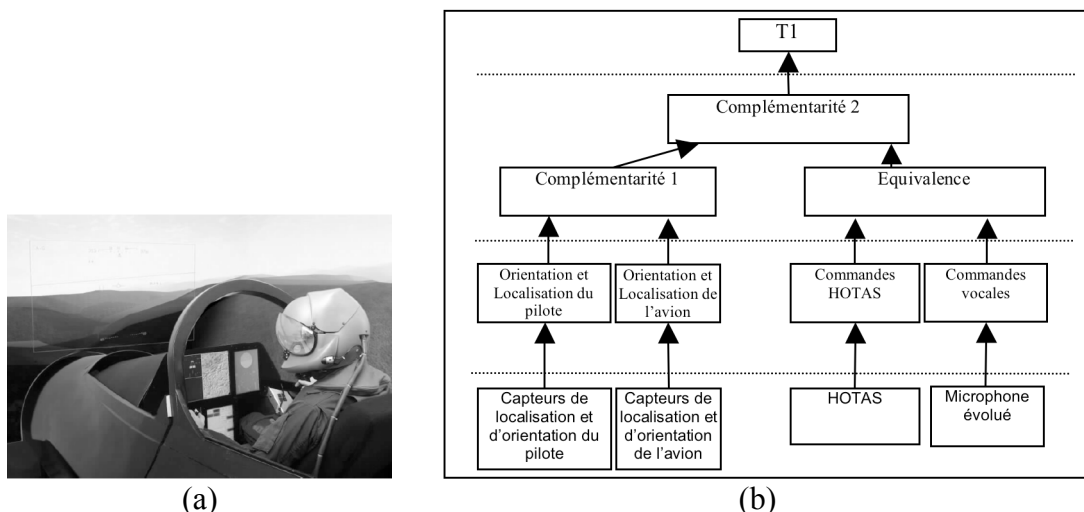 T1
Complémentarité 2
Complémentarité 1
Equivalence
Orientation et
Localisation du
pilote
Orientation et
Localisation de
l'avion
Commandes
HOTAS
Commandes
vocales
Capteurs de
localisation et
d'orientation du
pilote
Capteurs de
localisation et
d'orientation
de l'avion
HOTAS
Microphone
évolué
(a)
(b)